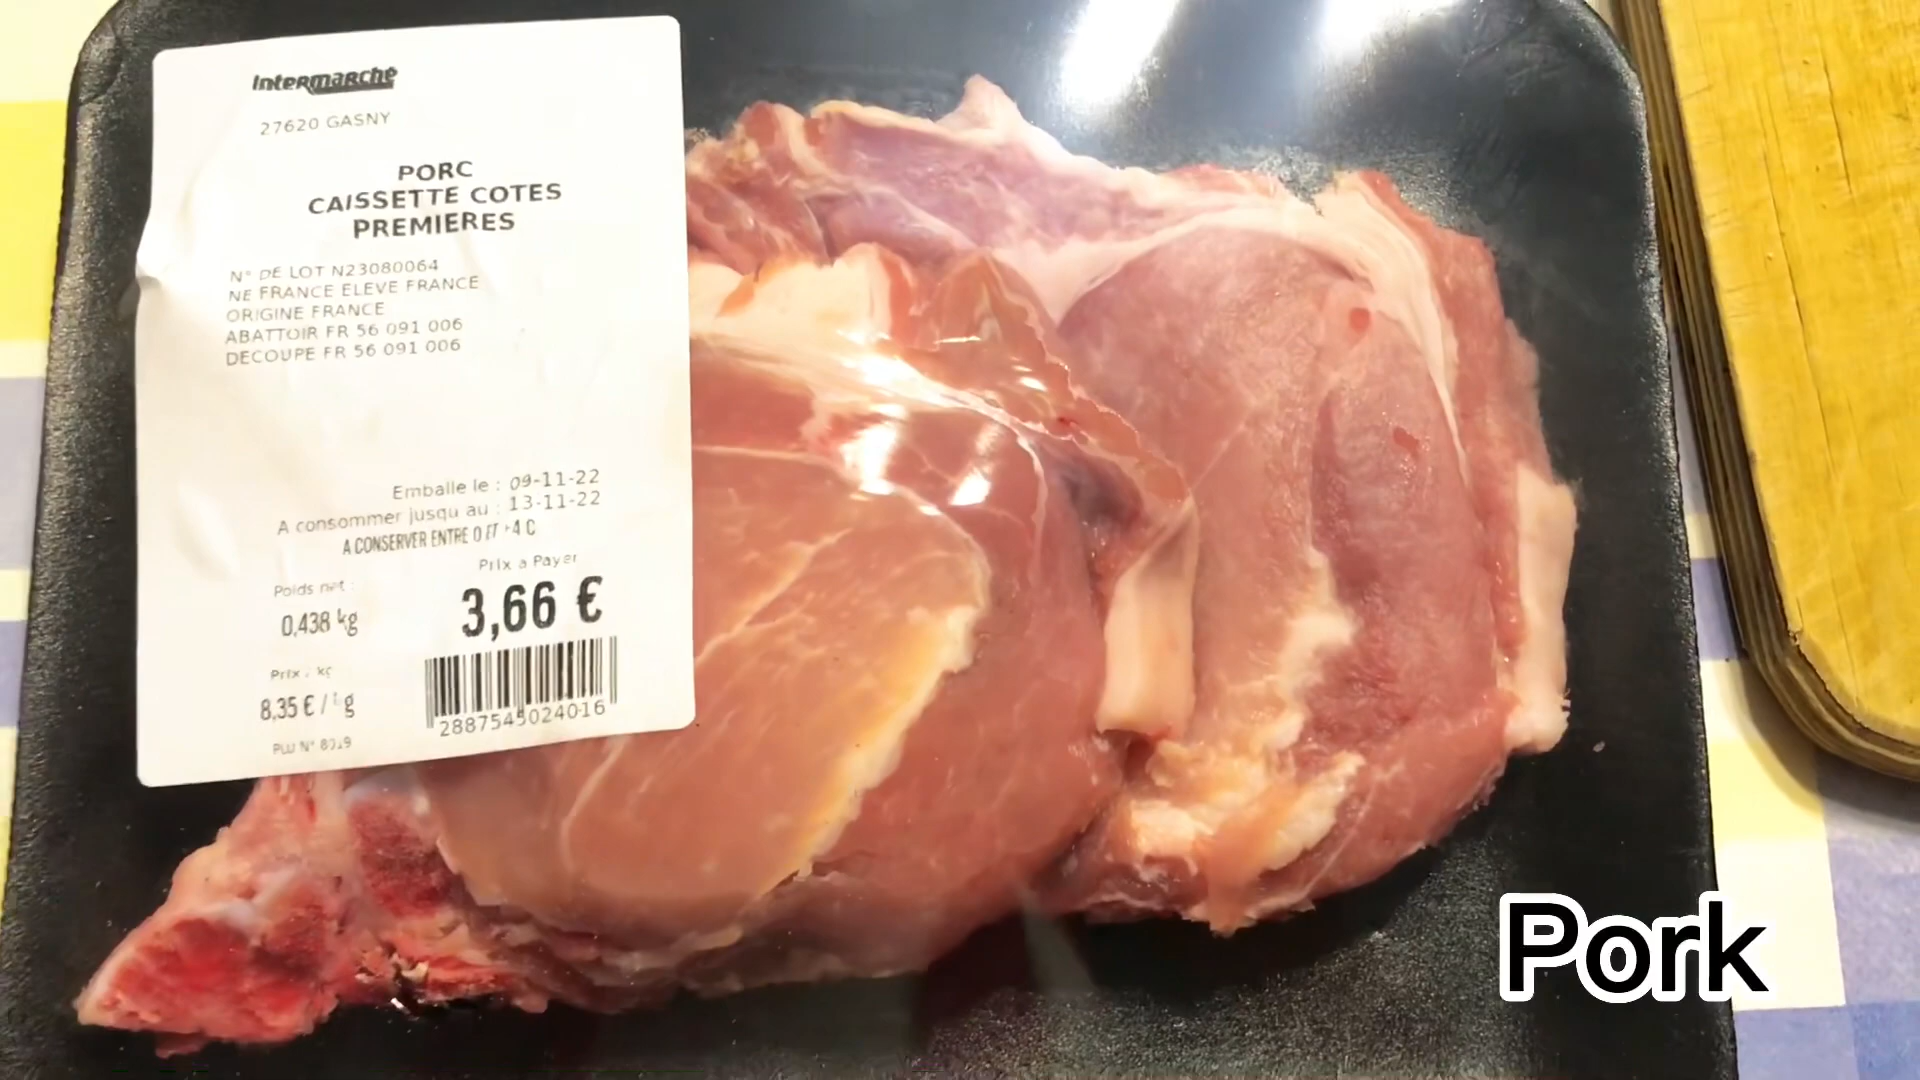 Intermarché
27620 GASNY
PORC
CAISSETTE COTES
PREMIERES
N° DE LOT N23080064
NE FRANCE ELEVE FRANCE
ORIGINE FRANCE
ABATTOIR FR 56 091 006
DECOUPE FR 56 091 006
Emballe le : 09-11-22
A consommer jusqu au : 13-11-22
A CONSERVER ENTRE 0 ET +4 C
Prix a Payer
Poids net :
3,66 €
0,438 kg
Prix / kg
8,35 € / kg
2887545024016
PLU N°
Pork